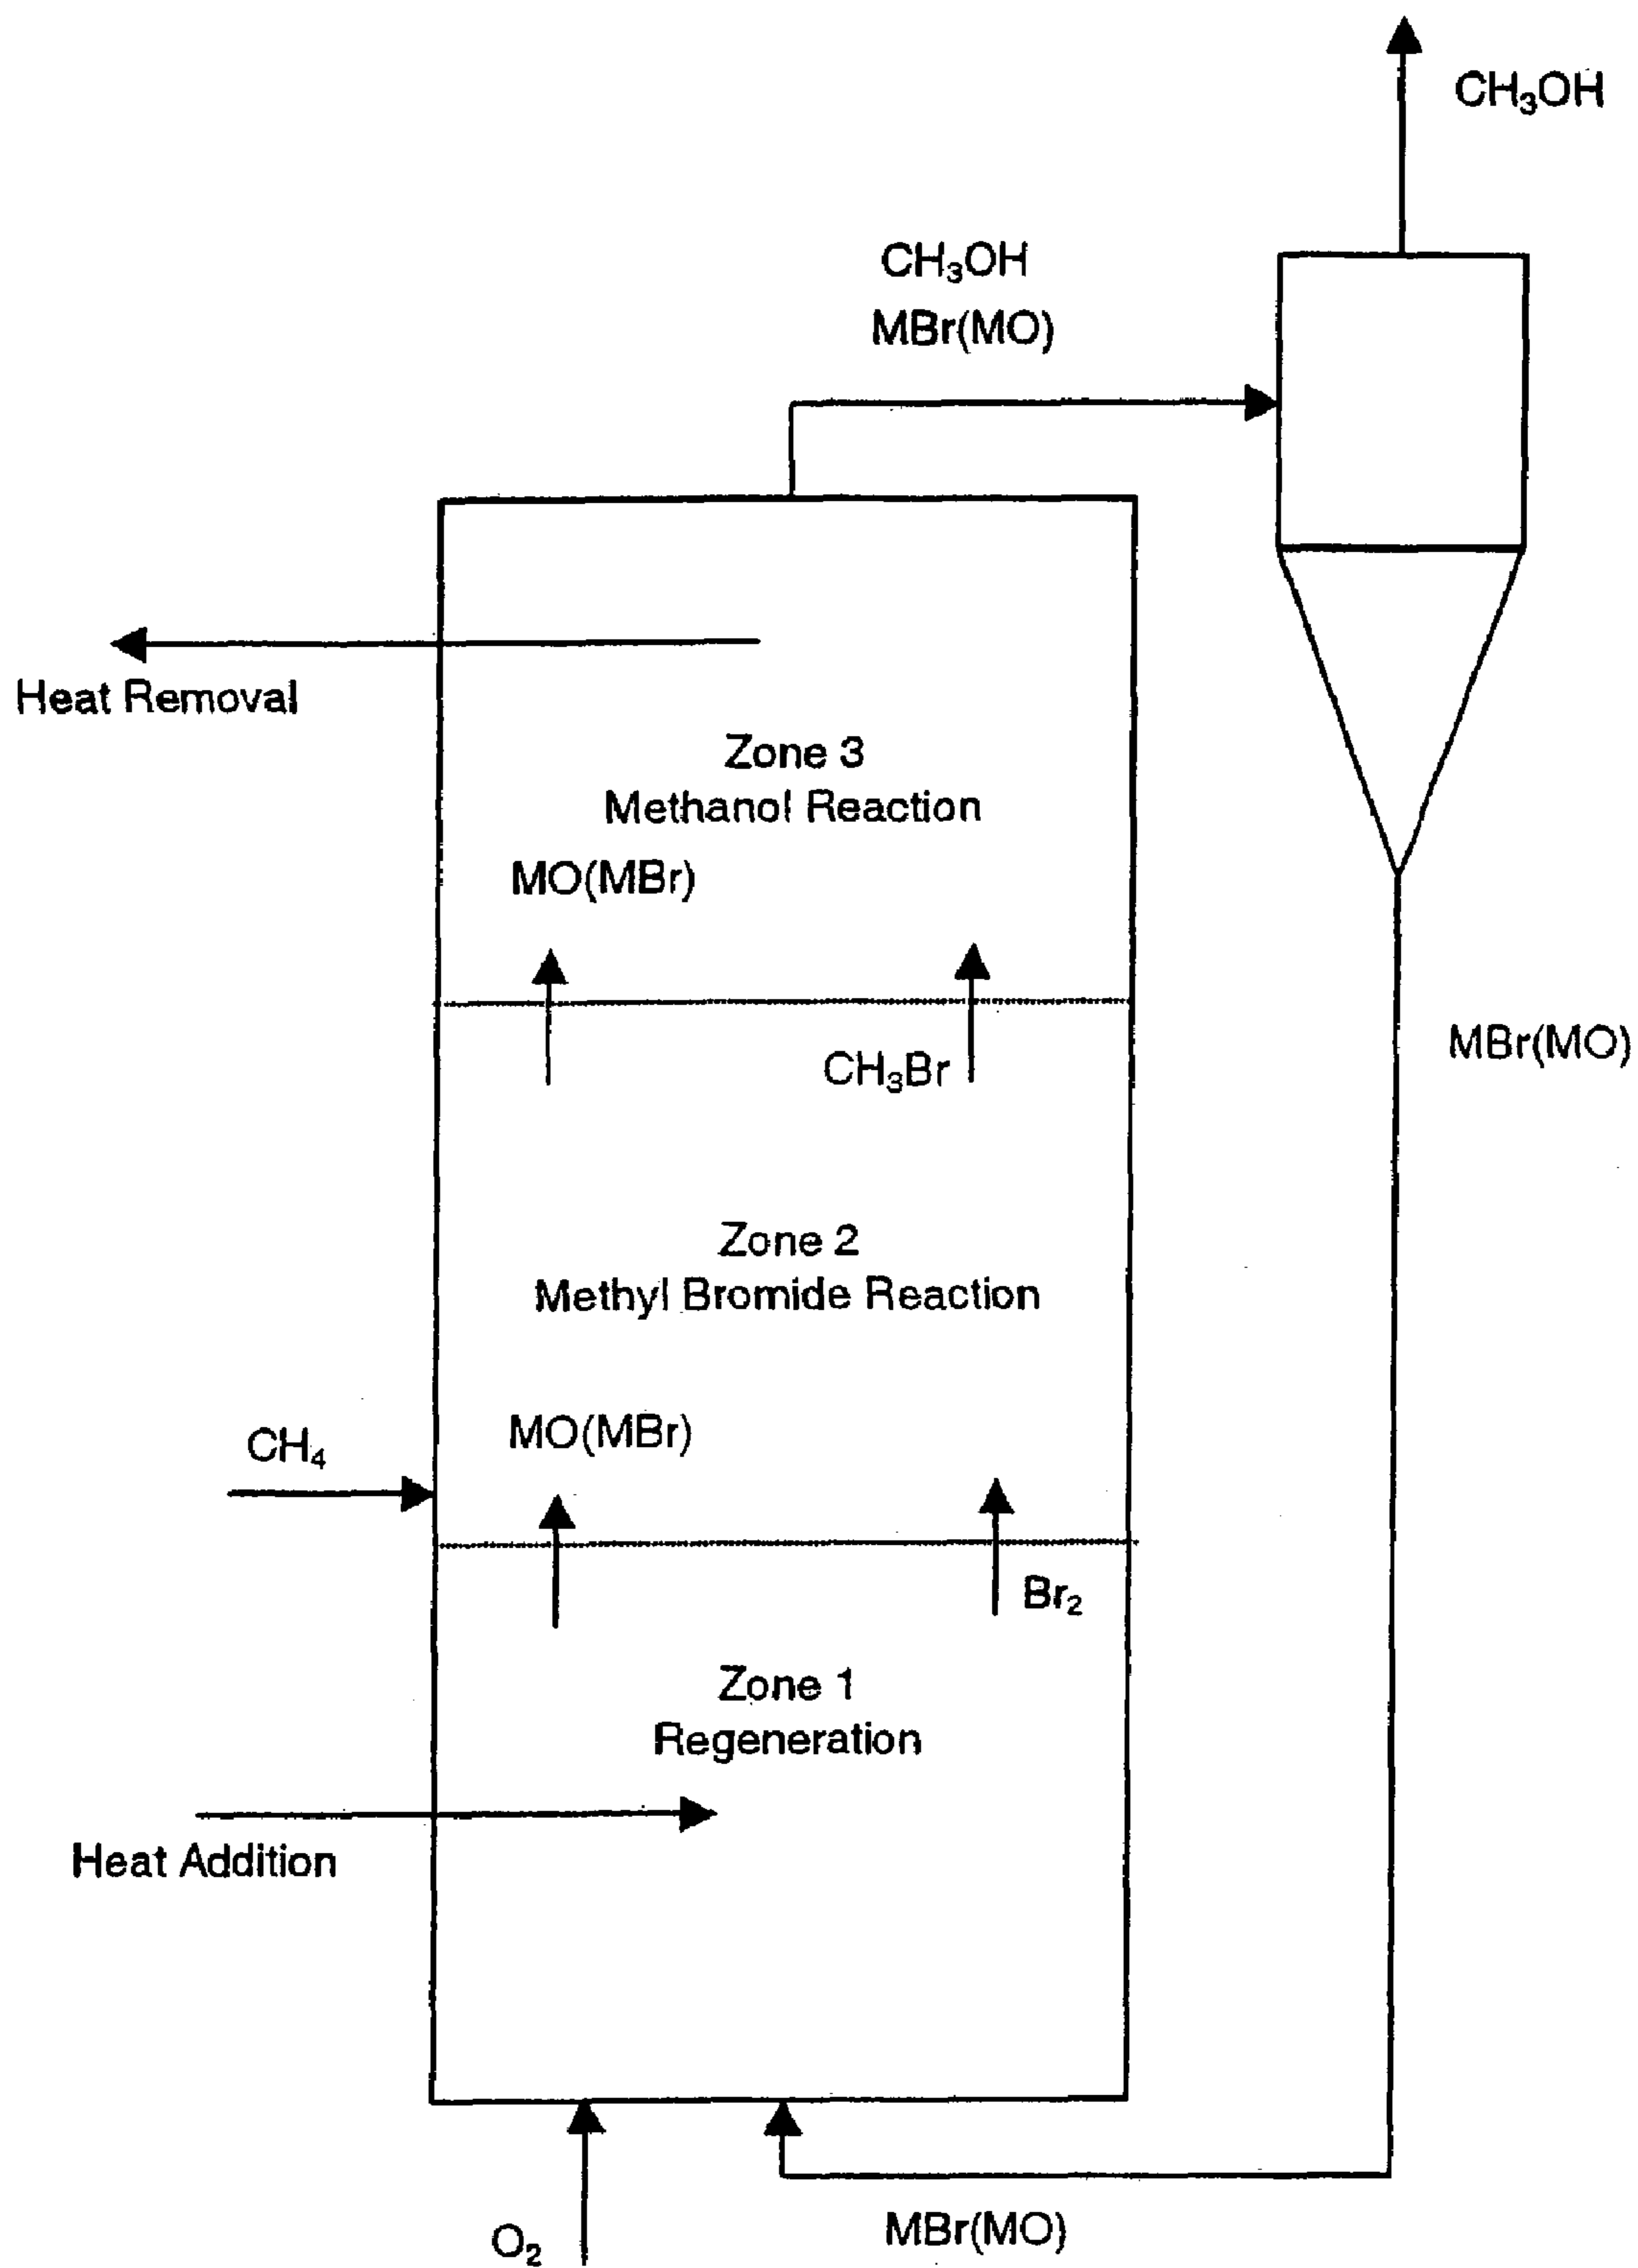 CH₃OH
CH₃OH
MBr(MO)
Heat Removal
Zone 3
Methanol Reaction
MO(MBr)
CH₃Br
MBr(MO)
Zone 2
Methyl Bromide Reaction
MO(MBr)
CH₄
Br₂
Zone 1
Regeneration
Heat Addition
O₂
MBr(MO)